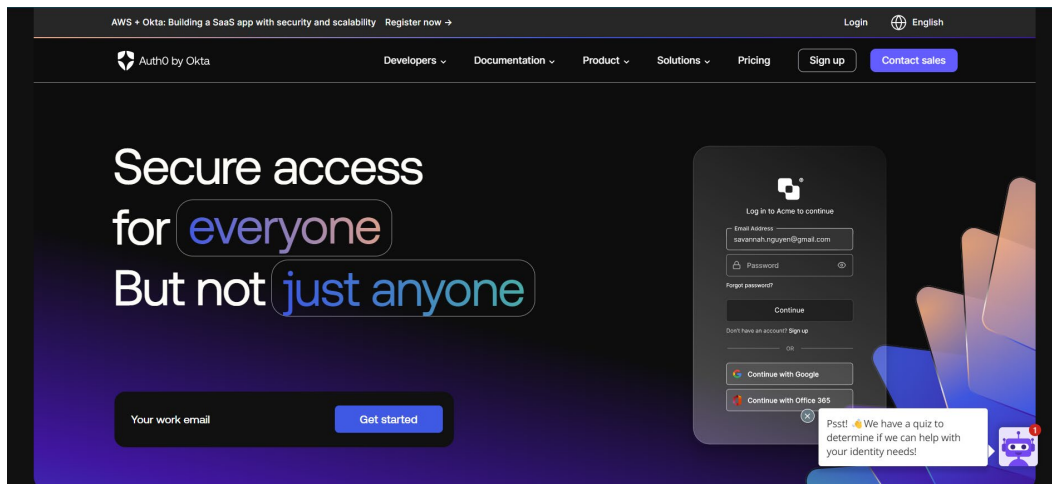 AWS + Okta: Building a SaaS app with security and scalability Register now →
Login
English
Auth0 by Okta
Developers
Documentation
Product
Solutions
Pricing
Sign up
Contact sales
Secure access
for everyone
But not just anyone
Your work email
Get started
Log in to Acme to continue
Email Address
savannah.nguyen@gmail.com
Password
Forgot password?
Continue
Don't have an account? Sign up
OR
Continue with Google
Continue with Office 365
Psst! 👋 We have a quiz to
determine if we can help with
your identity needs!
1